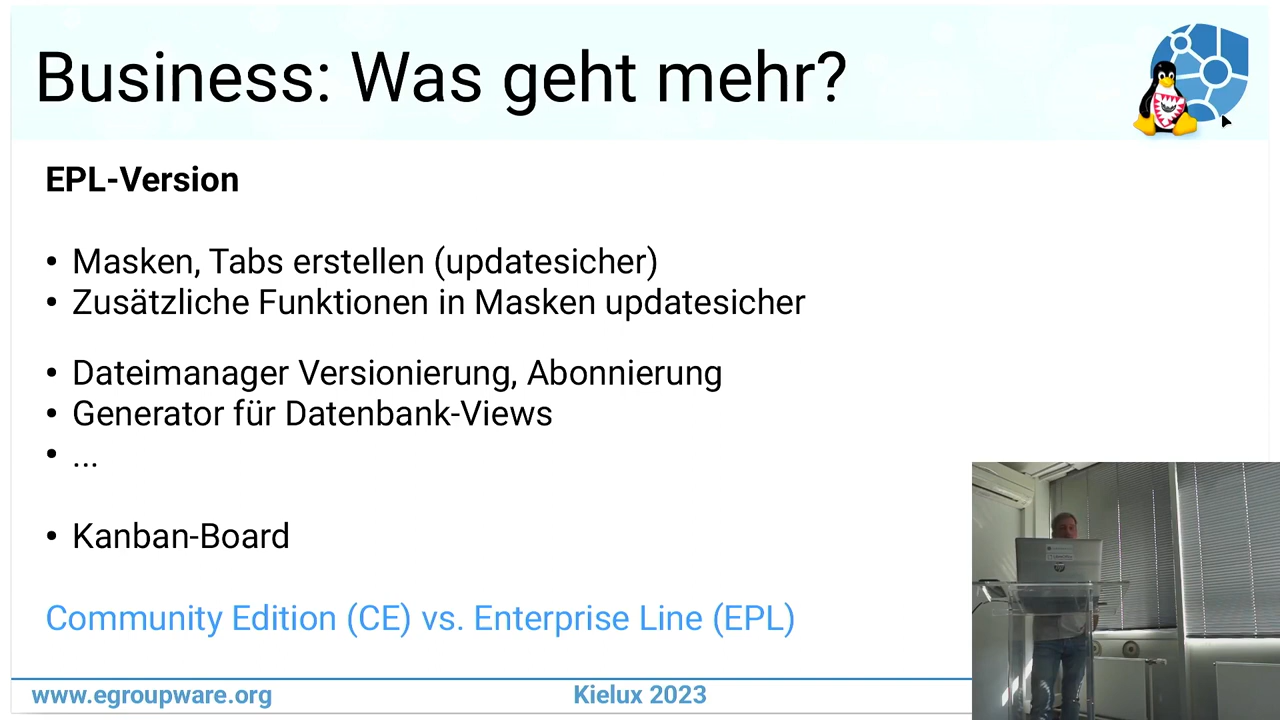 Business: Was geht mehr?
EPL-Version
• Masken, Tabs erstellen (updatesicher)
• Zusätzliche Funktionen in Masken updatesicher
• Dateimanager Versionierung, Abonnierung
• Generator für Datenbank-Views
• ...
• Kanban-Board
Community Edition (CE) vs. Enterprise Line (EPL)
www.egroupware.org
Kielux 2023